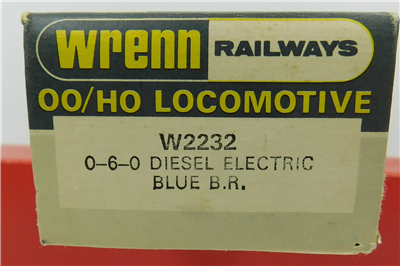 wrenn RAILWAYS
OO/HO LOCOMOTIVE
W2232
0-6-0 DIESEL ELECTRIC
BLUE B.R.